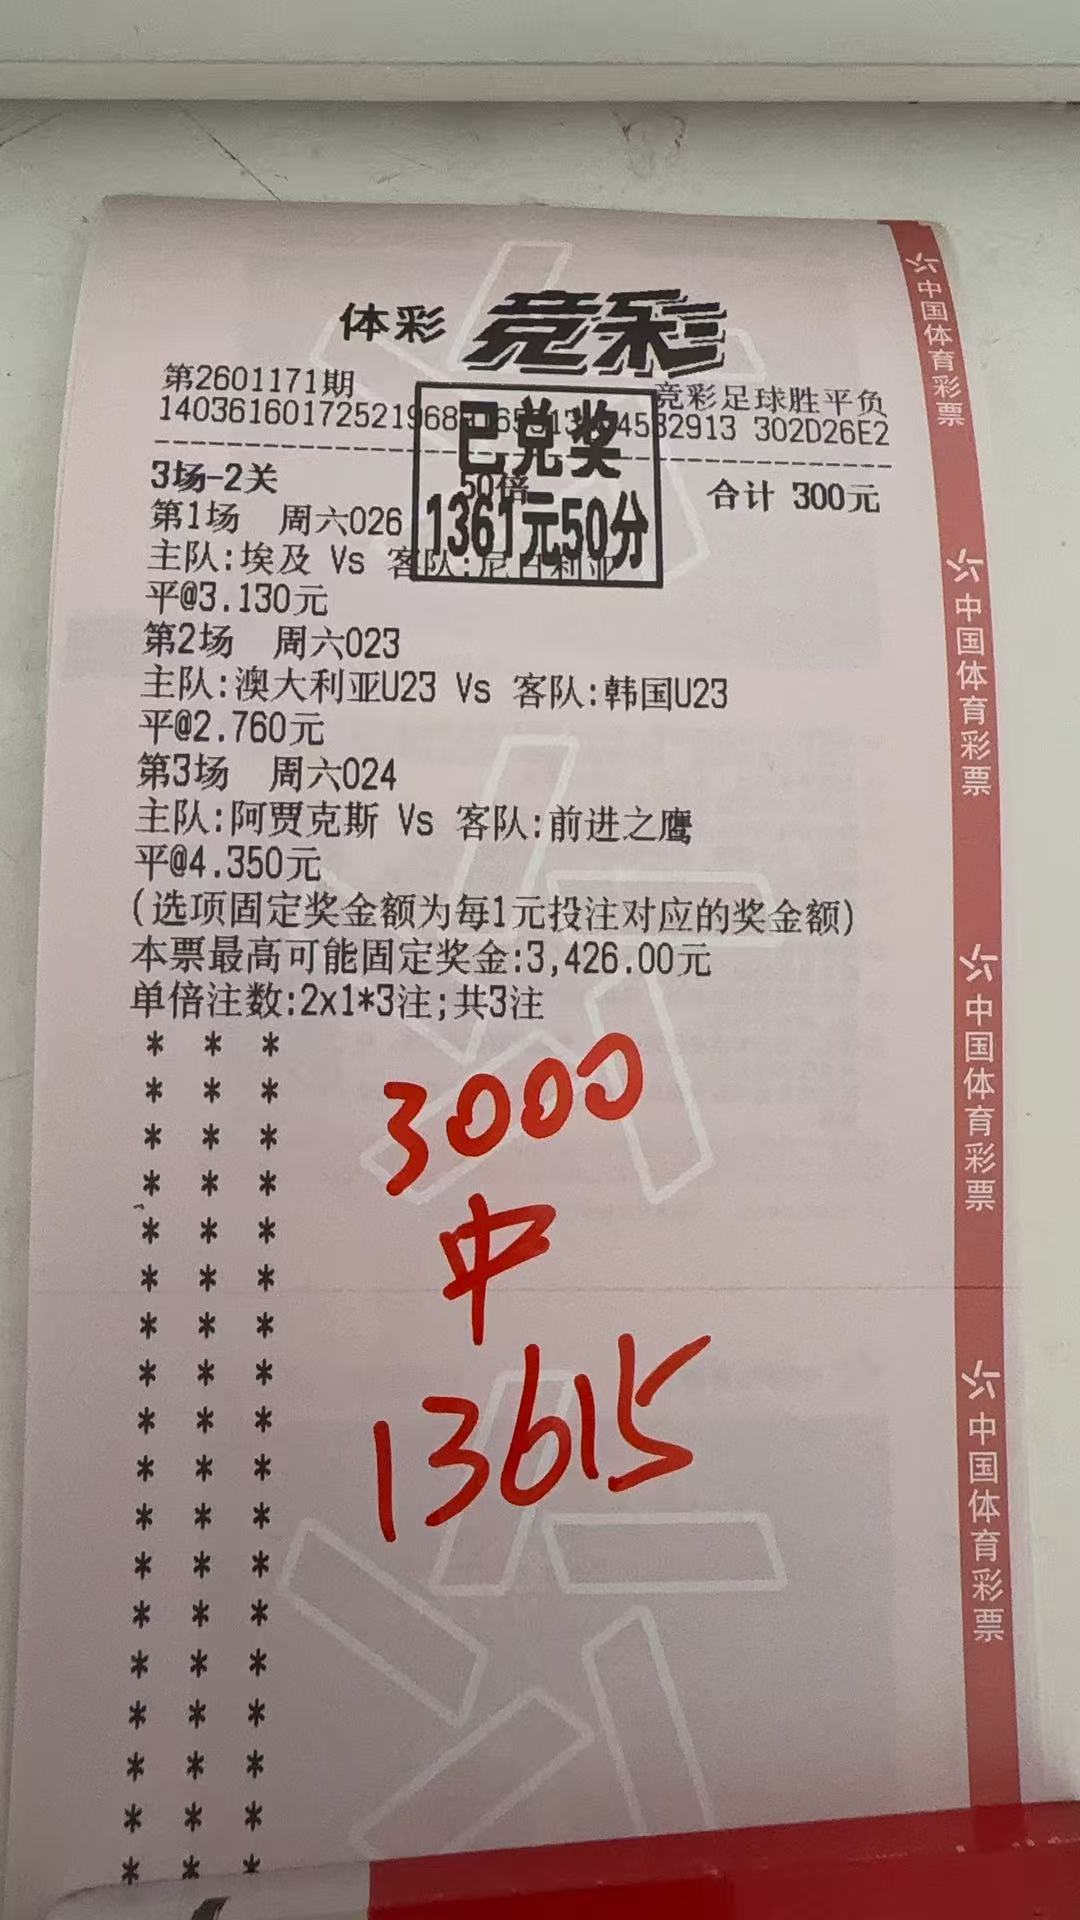 体彩 竞彩
第2601171期
竞彩足球胜平负
302D26E2
已兑奖
1361元50分
3场-2关 50倍 合计 300元
第1场 周六026
主队:埃及 Vs 客队:尼日利亚
平@3.130元
第2场 周六023
主队:澳大利亚U23 Vs 客队:韩国U23
平@2.760元
第3场 周六024
主队:阿贾克斯 Vs 客队:前进之鹰
平@4.350元
(选项固定奖金额为每1元投注对应的奖金额)
本票最高可能固定奖金:3,426.00元
单倍注数:2x1*3注;共3注
3000
中
13615
中国体育彩票
中国体育彩票
中国体育彩票
中国体育彩票